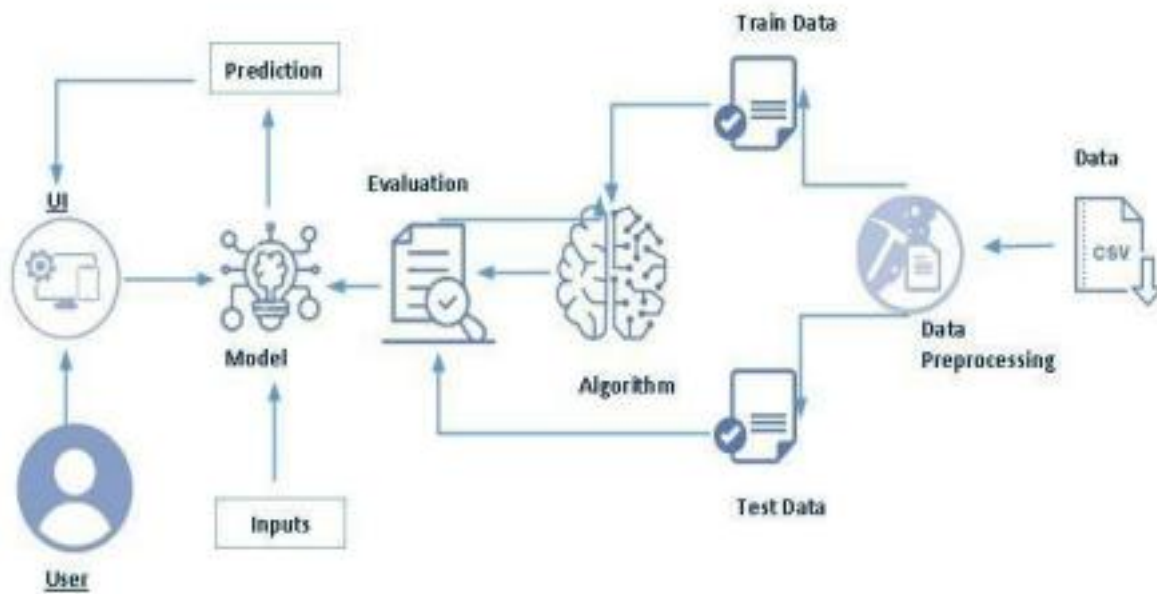 Train Data
Prediction
Data
Evaluation
UI
CSV
Data
Preprocessing
Model
Algorithm
Inputs
Test Data
User